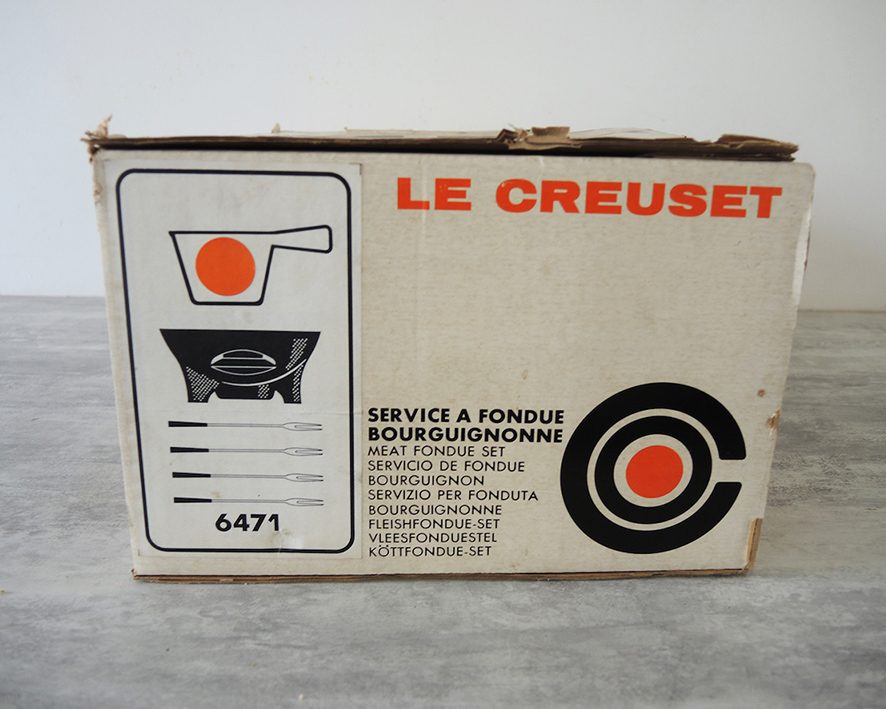 LE CREUSET
SERVICE A FONDUE
BOURGUIGNONNE
MEAT FONDUE SET
SERVICIO DE FONDUE
BOURGUIGNON
SERVIZIO PER FONDUTA
BOURGUIGNONNE
FLEISHFONDUE-SET
VLEESFONDUESTEL
KÖTTFONDUE-SET
6471